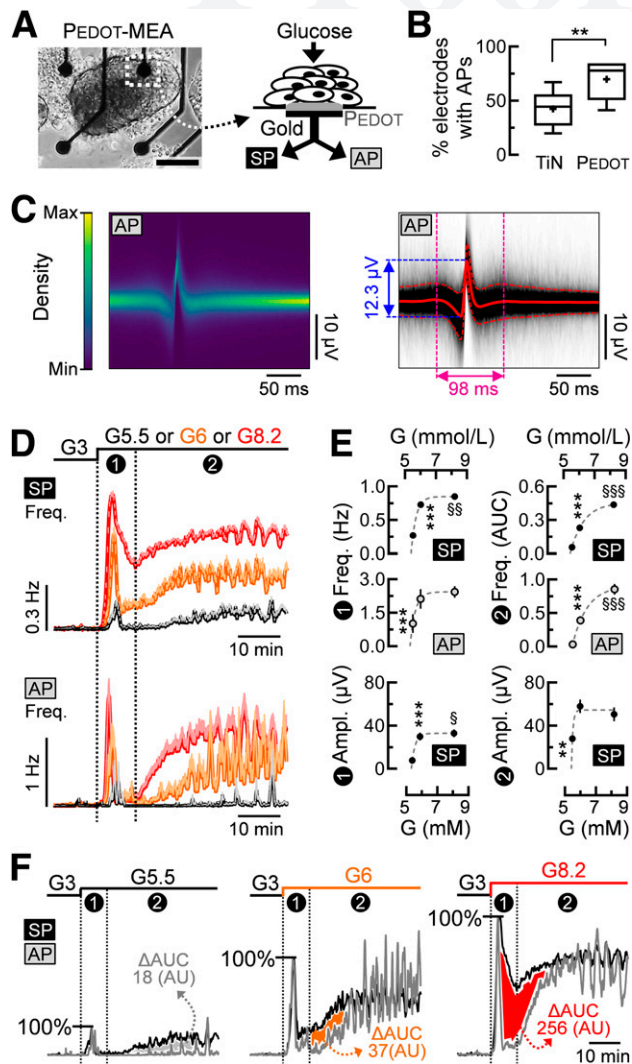 A
PEDOT-MEA
Glucose
PEDOT
Gold
SP
AP
B
% electrodes
with APs
100
50
0
**
TiN
PEDOT
C
Max
Density
Min
AP
10 µV
50 ms
AP
12.3 µV
98 ms
10 µV
50 ms
D
G5.5 or G6 or G8.2
G3
1
2
SP
Freq.
0.3 Hz
10 min
AP
Freq.
1 Hz
10 min
E
G (mmol/L)
5 7 9
G (mmol/L)
5 7 9
1 Freq. (Hz)
1.0
0.5
0.0
***
§§
SP
3.0
1.5
0.0
***
AP
2 Freq. (AUC)
0.6
0.3
0.0
***
§§§
SP
1.0
0.5
0.0
***
§§§
AP
1 Ampl. (µV)
80
40
0
***
§
SP
5 7 9
G (mM)
2 Ampl. (µV)
80
40
0
**
SP
5 7 9
G (mM)
F
G3
G5.5
1
2
SP
AP
ΔAUC
18 (AU)
100%
G3
G6
1
2
100%
ΔAUC
37(AU)
G3
G8.2
1
2
100%
ΔAUC
256 (AU)
10 min